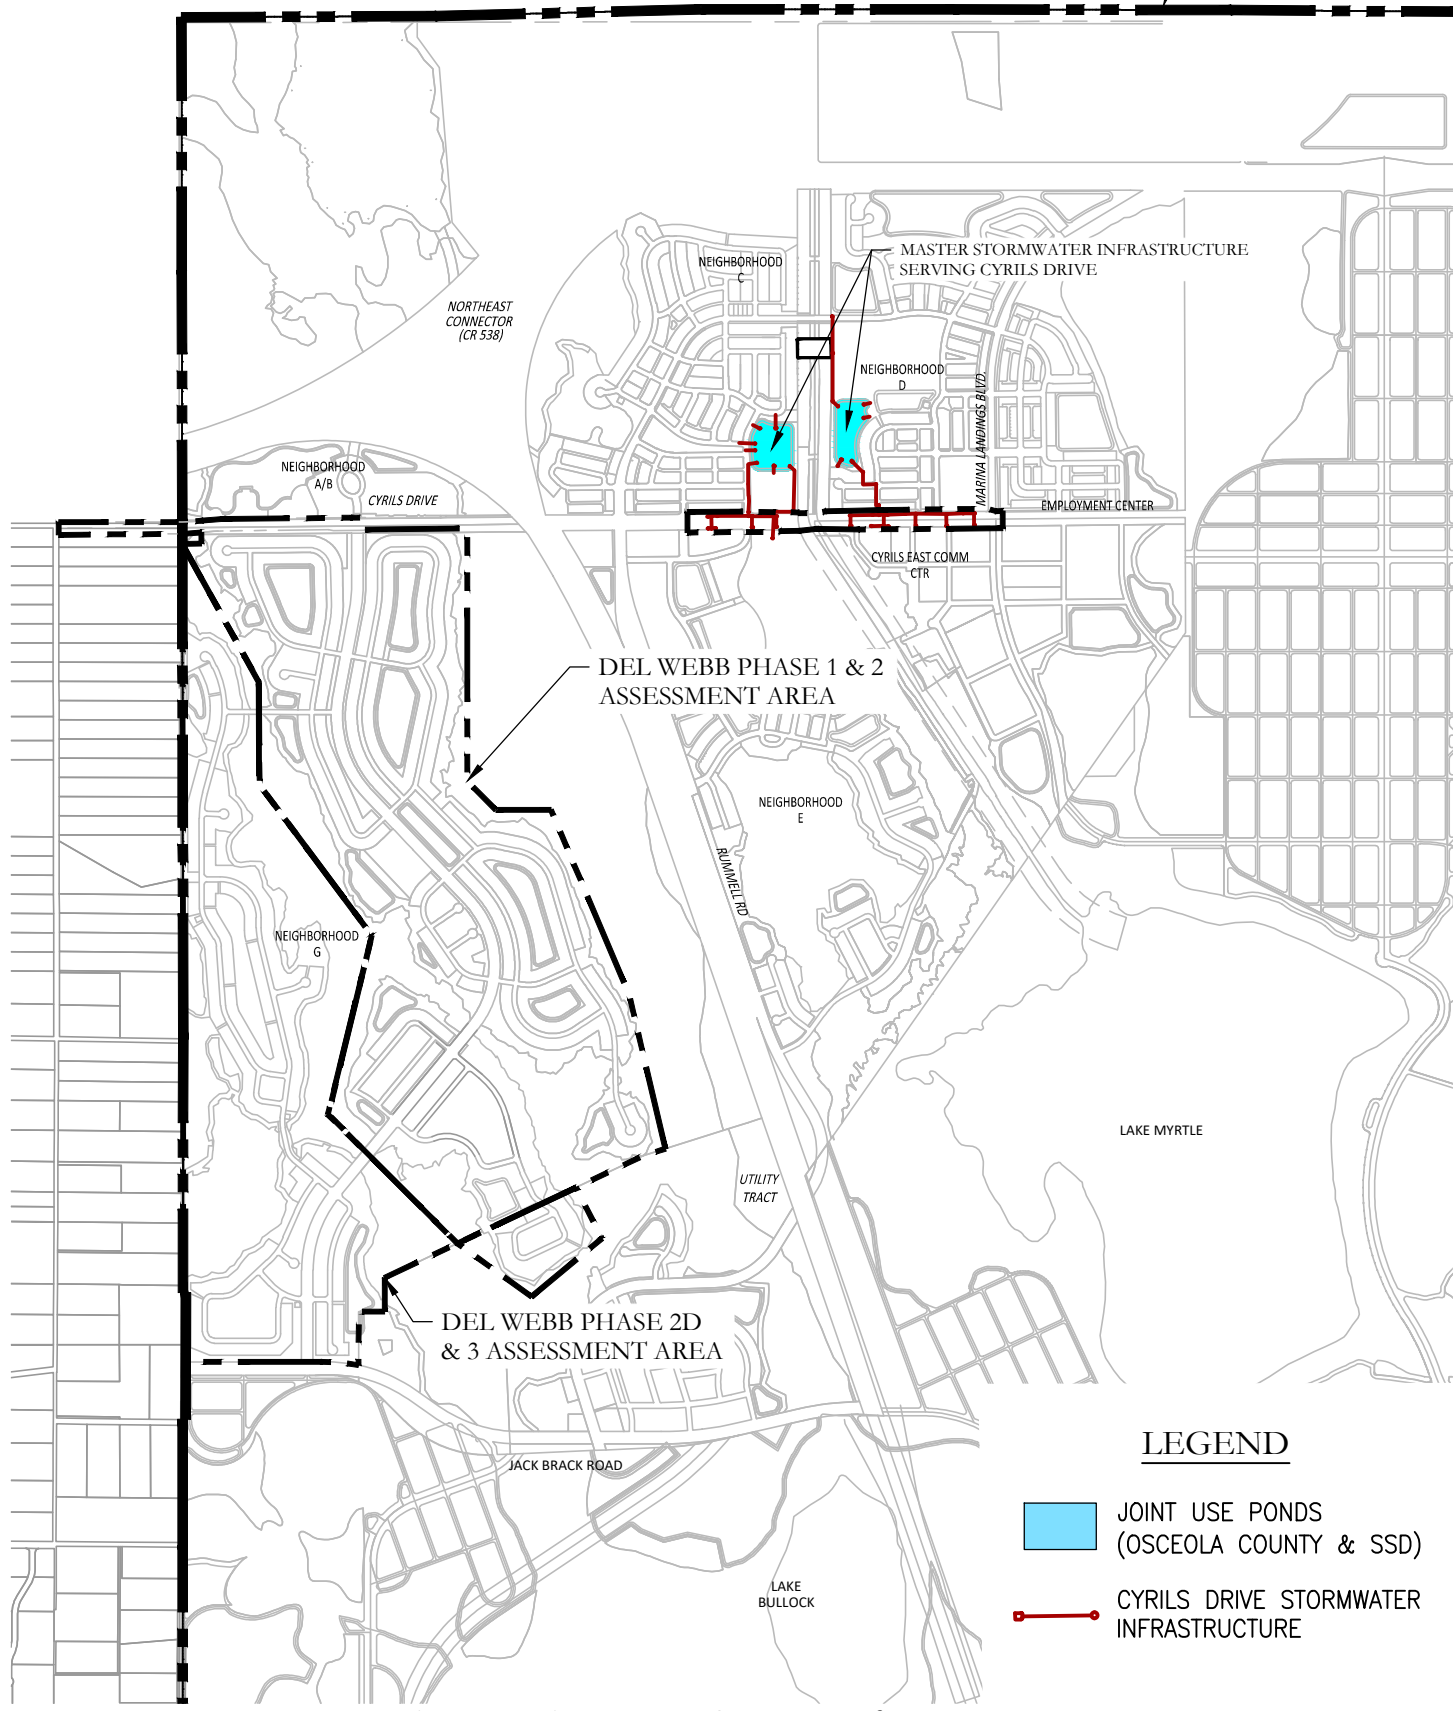 NEIGHBORHOOD
C
MASTER STORMWATER INFRASTRUCTURE
SERVING CYRILS DRIVE
NORTHEAST
CONNECTOR
(CR 538)
NEIGHBORHOOD
D
MARINA LANDINGS BLVD.
NEIGHBORHOOD
A/B
CYRILS DRIVE
EMPLOYMENT CENTER
CYRILS EAST COMM
CTR
DEL WEBB PHASE 1 & 2
ASSESSMENT AREA
NEIGHBORHOOD
E
RUMMELL RD
NEIGHBORHOOD
G
LAKE MYRTLE
UTILITY
TRACT
DEL WEBB PHASE 2D
& 3 ASSESSMENT AREA
JACK BRACK ROAD
LAKE
BULLOCK
LEGEND
JOINT USE PONDS
(OSCEOLA COUNTY & SSD)
CYRILS DRIVE STORMWATER
INFRASTRUCTURE